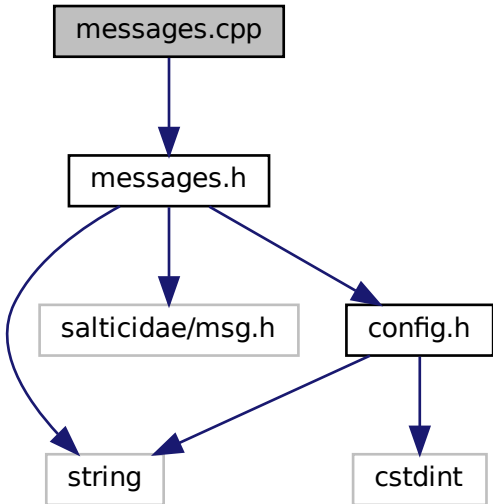 messages.cpp
messages.h
salticidae/msg.h
config.h
string
cstdint